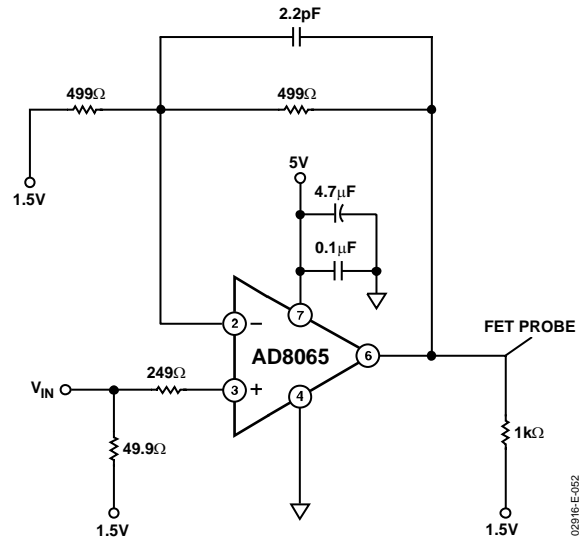 2.2pF
499Ω
499Ω
1.5V
5V
4.7μF
0.1μF
2
−
7
AD8065
6
FET PROBE
V_IN
249Ω
3
+
4
49.9Ω
1kΩ
1.5V
1.5V
02916-E-052